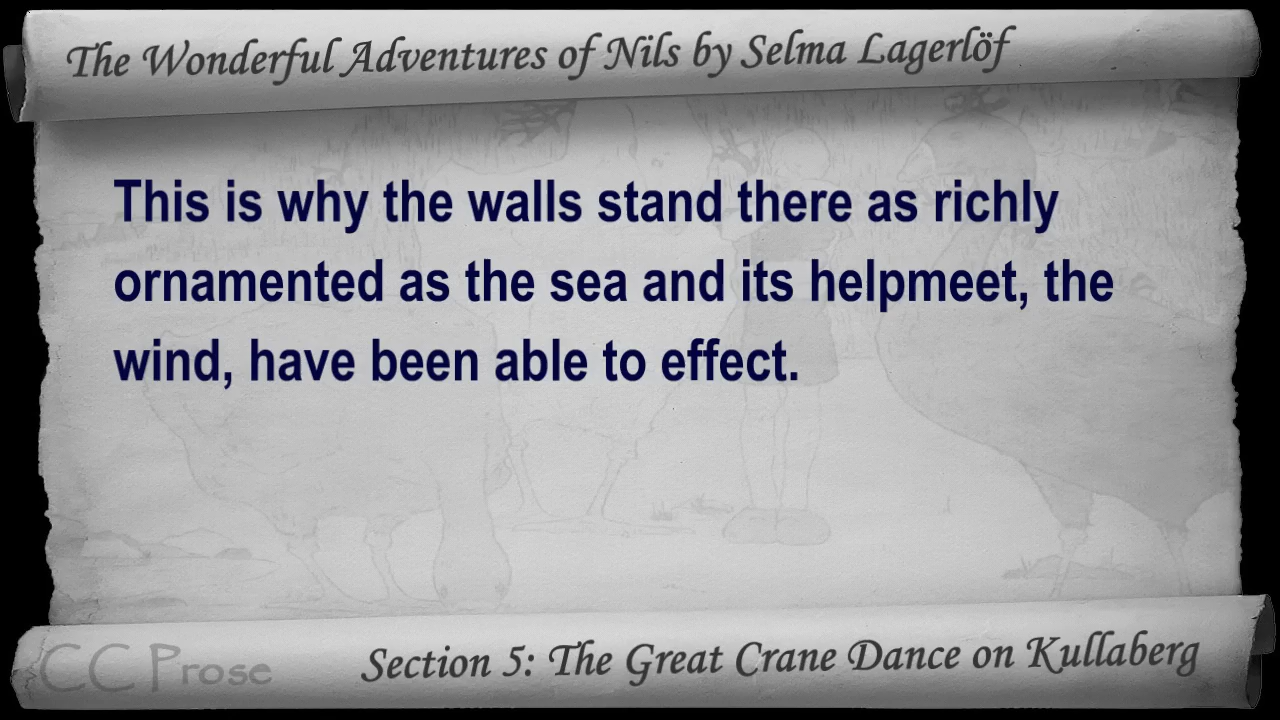 The Wonderful Adventures of Nils by Selma Lagerlöf
This is why the walls stand there as richly
ornamented as the sea and its helpmeet, the
wind, have been able to effect.
CC Prose
Section 5: The Great Crane Dance on Kullaberg